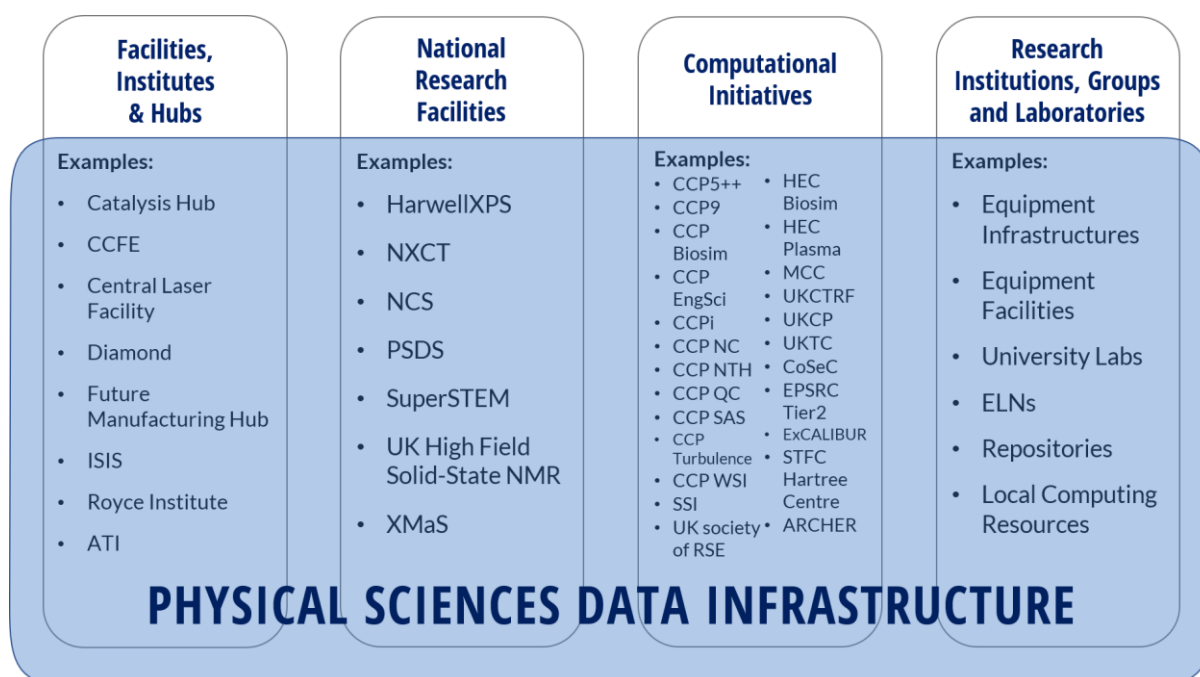 Facilities,
Institutes
& Hubs
Examples:
• Catalysis Hub
• CCFE
• Central Laser
Facility
• Diamond
• Future
Manufacturing Hub
• ISIS
• Royce Institute
• ATI
National
Research
Facilities
Examples:
• HarwellXPS
• NXCT
• NCS
• PSDS
• SuperSTEM
• UK High Field
Solid-State NMR
• XMaS
Computational
Initiatives
Examples:
• CCP5++
• CCP9
• CCP
Biosim
• CCP
EngSci
• CCPi
• CCP NC
• CCP NTH
• CCP QC
• CCP SAS
• CCP
Turbulence
• CCP WSI
• SSI
• UK society
of RSE
• HEC
Biosim
• HEC
Plasma
• MCC
• UKCTRF
• UKCP
• UKTC
• CoSeC
• EPSRC
Tier2
• ExCALIBUR
• STFC
Hartree
Centre
• ARCHER
Research
Institutions, Groups
and Laboratories
Examples:
• Equipment
Infrastructures
• Equipment
Facilities
• University Labs
• ELNs
• Repositories
• Local Computing
Resources
PHYSICAL SCIENCES DATA INFRASTRUCTURE